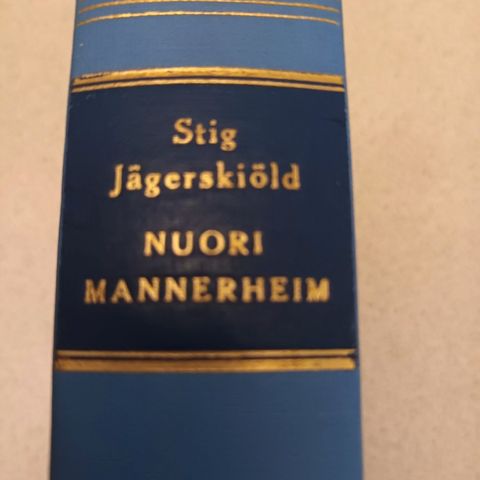 Stig
Jägerskiöld
NUORI
MANNERHEIM